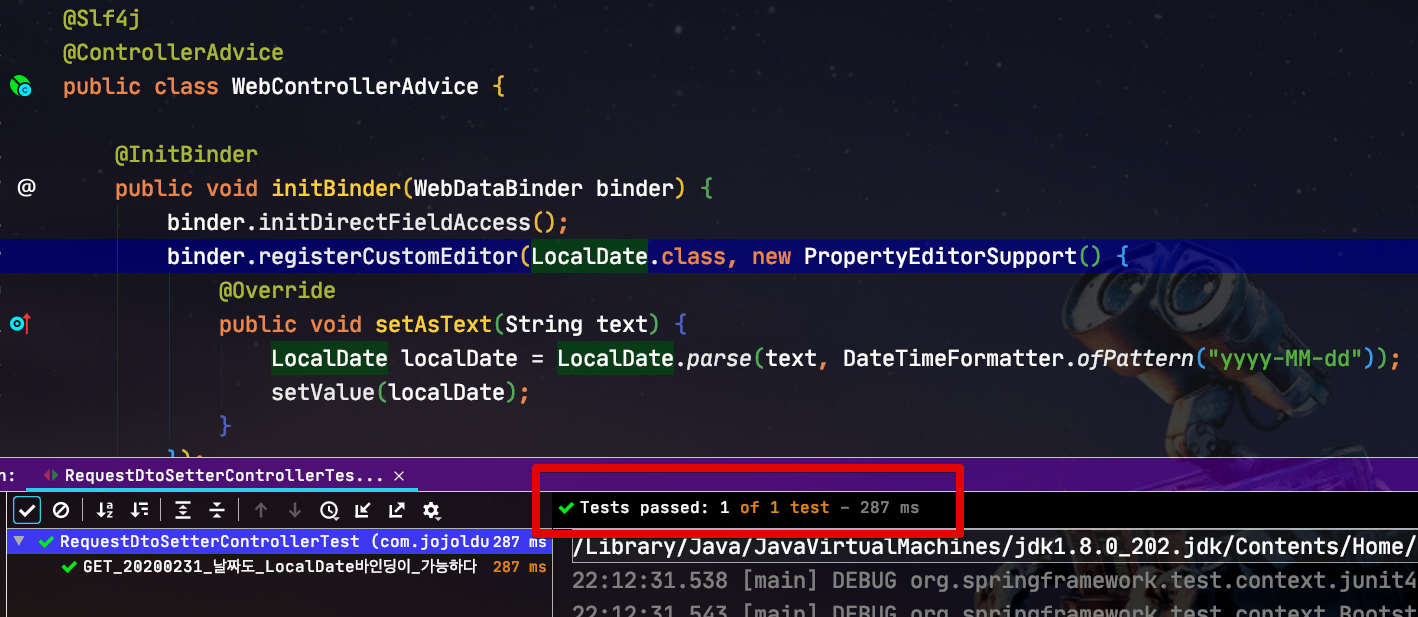 @Slf4j
@ControllerAdvice
public class WebControllerAdvice {
@InitBinder
@
public void initBinder(WebDataBinder binder) {
binder.initDirectFieldAccess();
binder.registerCustomEditor(LocalDate.class, new PropertyEditorSupport() {
@Override
public void setAsText(String text) {
LocalDate localDate = LocalDate.parse(text, DateTimeFormatter.ofPattern("yyyy-MM-dd"));
setValue(localDate);
}
});
n: RequestDtoSetterControllerTes... ×
Tests passed: 1 of 1 test – 287 ms
RequestDtoSetterControllerTest (com.jojoldu 287 ms
GET_20200231_날짜도_LocalDate바인딩이_가능하다 287 ms
/Library/Java/JavaVirtualMachines/jdk1.8.0_202.jdk/Contents/Home/
22:12:31.538 [main] DEBUG org.springframework.test.context.junit4
22:12:31.543 [main] DEBUG org.springframework.test.context.Bootst